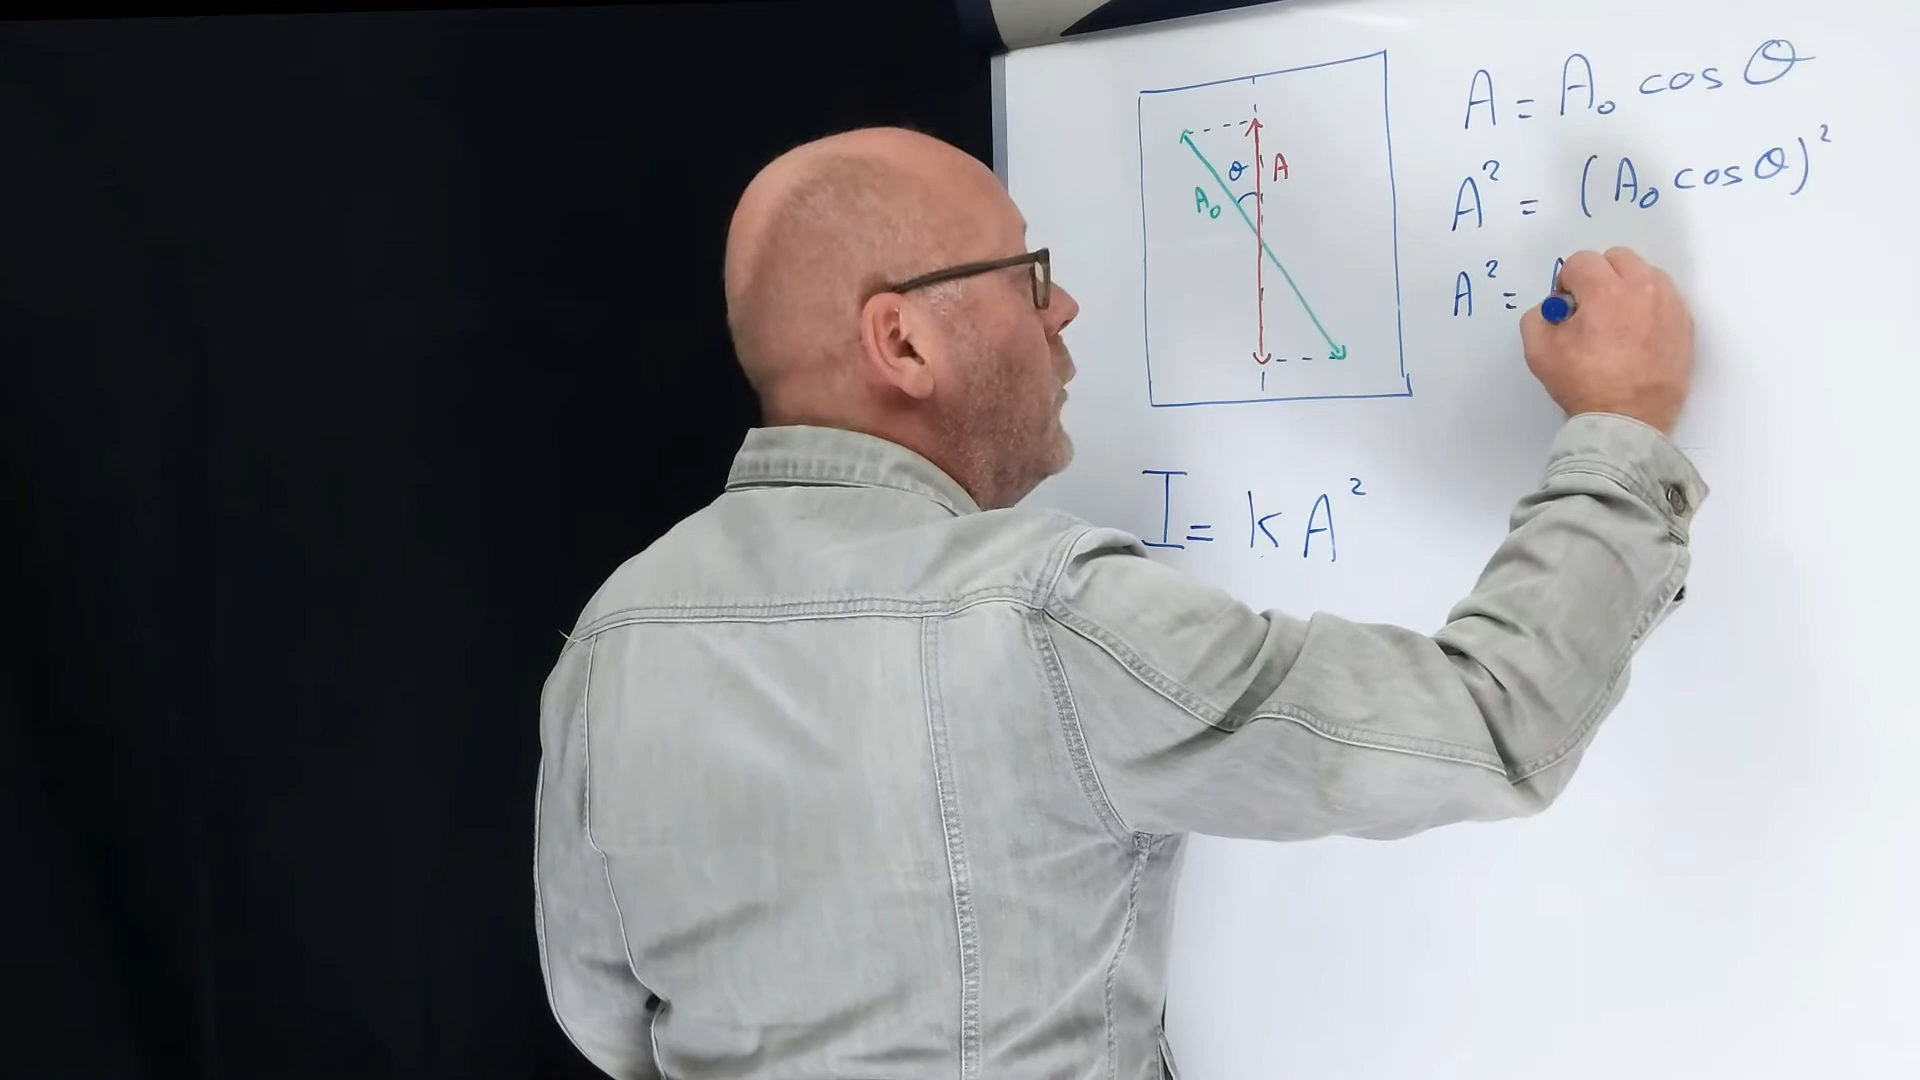 θ A
A₀
A = A₀ cos θ
A² = (A₀ cos θ)²
A² =
I = k A²